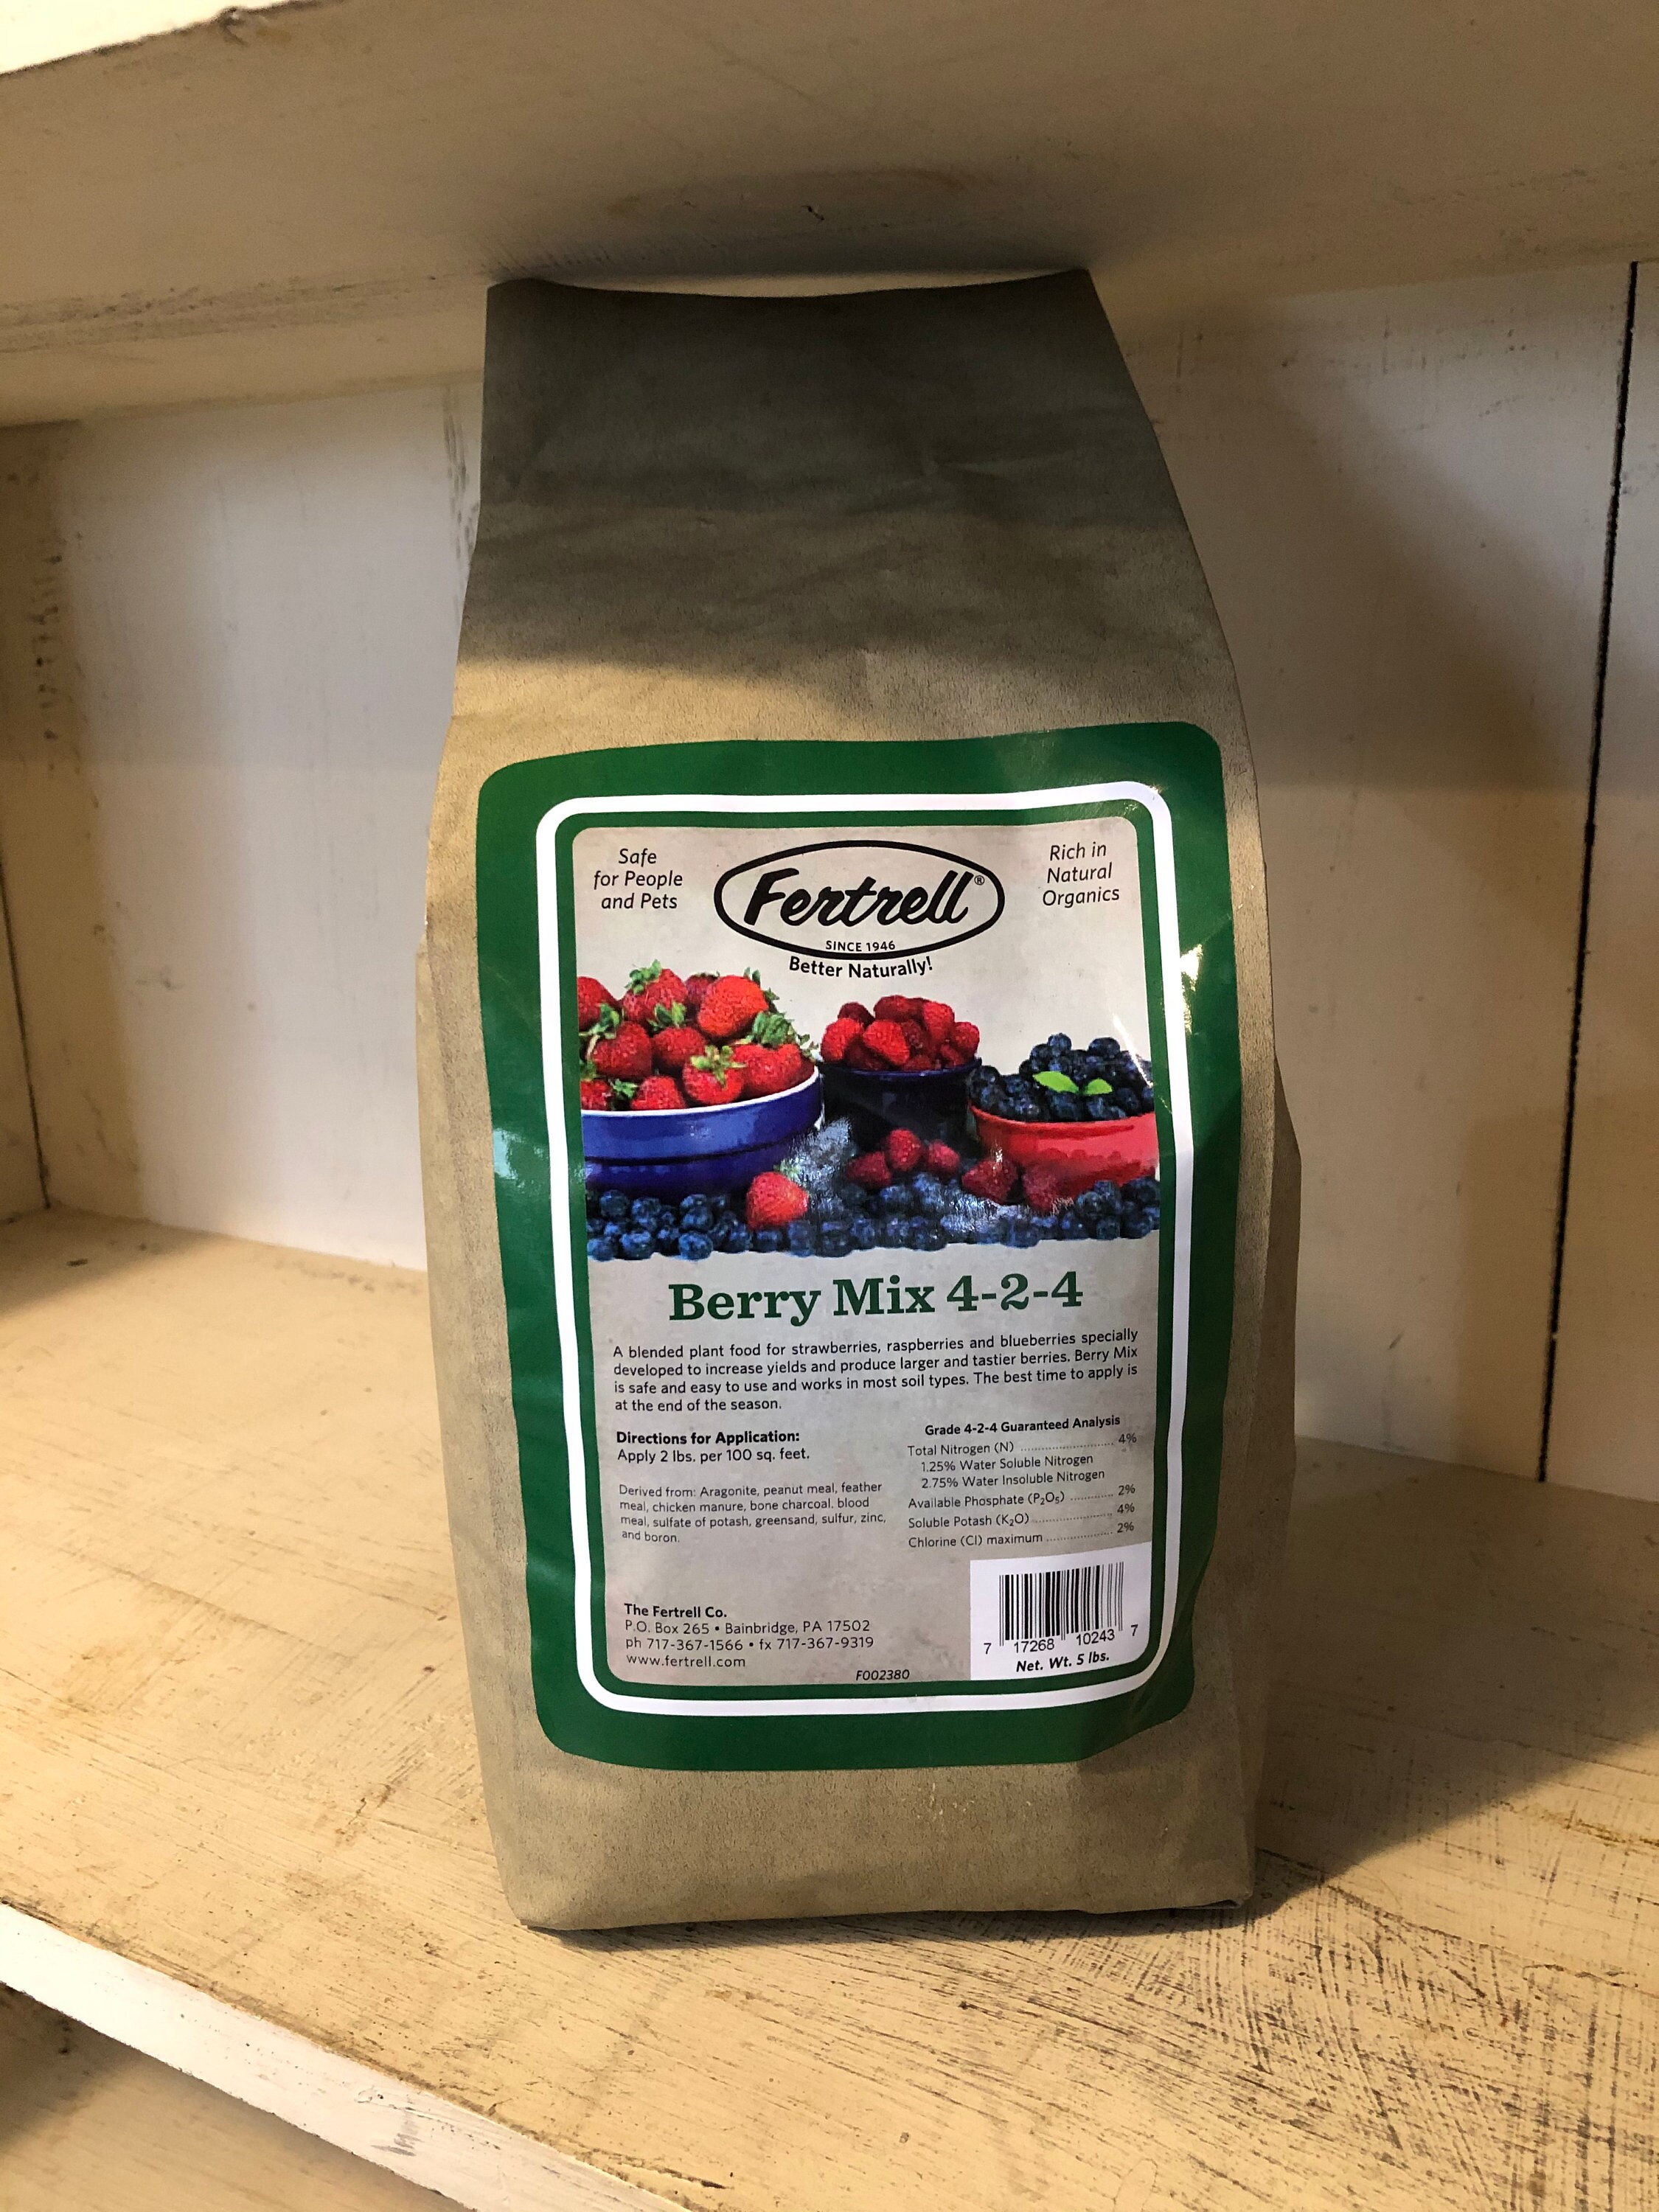 Safe
for People
and Pets
Fertrell®
SINCE 1946
Better Naturally!
Rich in
Natural
Organics
Berry Mix 4-2-4
A blended plant food for strawberries, raspberries and blueberries specially
developed to increase yields and produce larger and tastier berries. Berry Mix
is safe and easy to use and works in most soil types. The best time to apply is
at the end of the season.
Directions for Application:
Apply 2 lbs. per 100 sq. feet.
Derived from: Aragonite, peanut meal, feather
meal, chicken manure, bone charcoal, blood
meal, sulfate of potash, greensand, sulfur, zinc,
and boron.
Grade 4-2-4 Guaranteed Analysis
Total Nitrogen (N) ........................ 4%
1.25% Water Soluble Nitrogen
2.75% Water Insoluble Nitrogen
Available Phosphate (P₂O₅) ........... 2%
Soluble Potash (K₂O) ..................... 4%
Chlorine (Cl) maximum .................. 2%
The Fertrell Co.
P.O. Box 265 • Bainbridge, PA 17502
ph 717-367-1566 • fx 717-367-9319
www.fertrell.com
F002380
7 17268 10243 7
Net. Wt. 5 lbs.